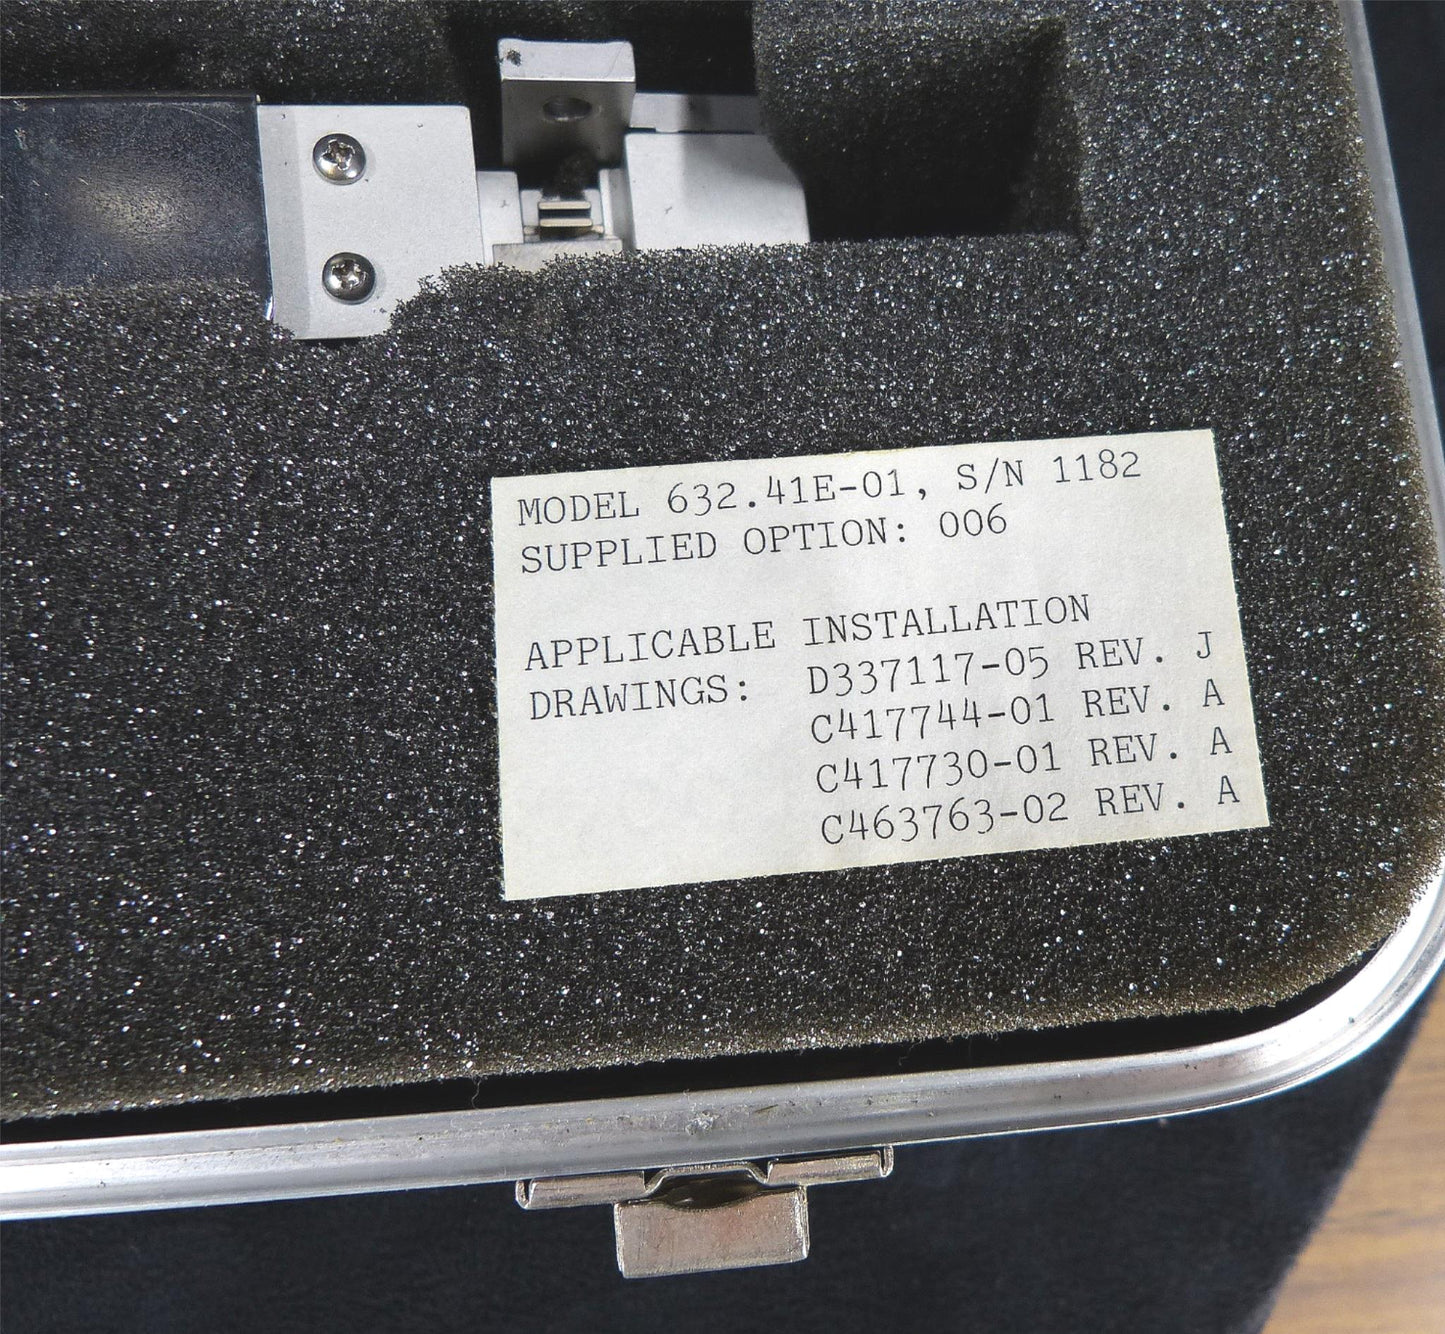 MODEL 632.41E-01, S/N 1182
SUPPLIED OPTION: 006
APPLICABLE INSTALLATION
DRAWINGS: D337117-05 REV. J
C417744-01 REV. A
C417730-01 REV. A
C463763-02 REV. A